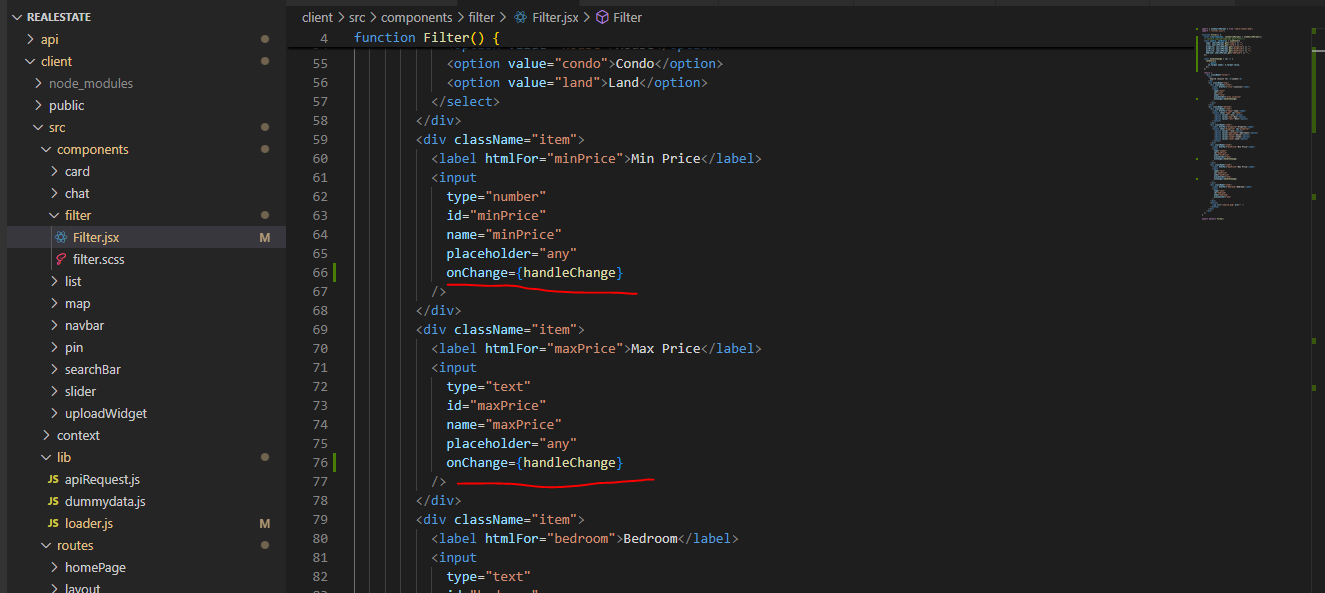 REALESTATE
api
client
node_modules
public
src
components
card
chat
filter
Filter.jsx M
filter.scss
list
map
navbar
pin
searchBar
slider
uploadWidget
context
lib
JS apiRequest.js
JS dummydata.js
JS loader.js M
routes
homePage
layout
client > src > components > filter > Filter.jsx > Filter
4 function Filter() {
55 <option value="condo">Condo</option>
56 <option value="land">Land</option>
57 </select>
58 </div>
59 <div className="item">
60 <label htmlFor="minPrice">Min Price</label>
61 <input
62 type="number"
63 id="minPrice"
64 name="minPrice"
65 placeholder="any"
66 onChange={handleChange}
67 />
68 </div>
69 <div className="item">
70 <label htmlFor="maxPrice">Max Price</label>
71 <input
72 type="text"
73 id="maxPrice"
74 name="maxPrice"
75 placeholder="any"
76 onChange={handleChange}
77 />
78 </div>
79 <div className="item">
80 <label htmlFor="bedroom">Bedroom</label>
81 <input
82 type="text"